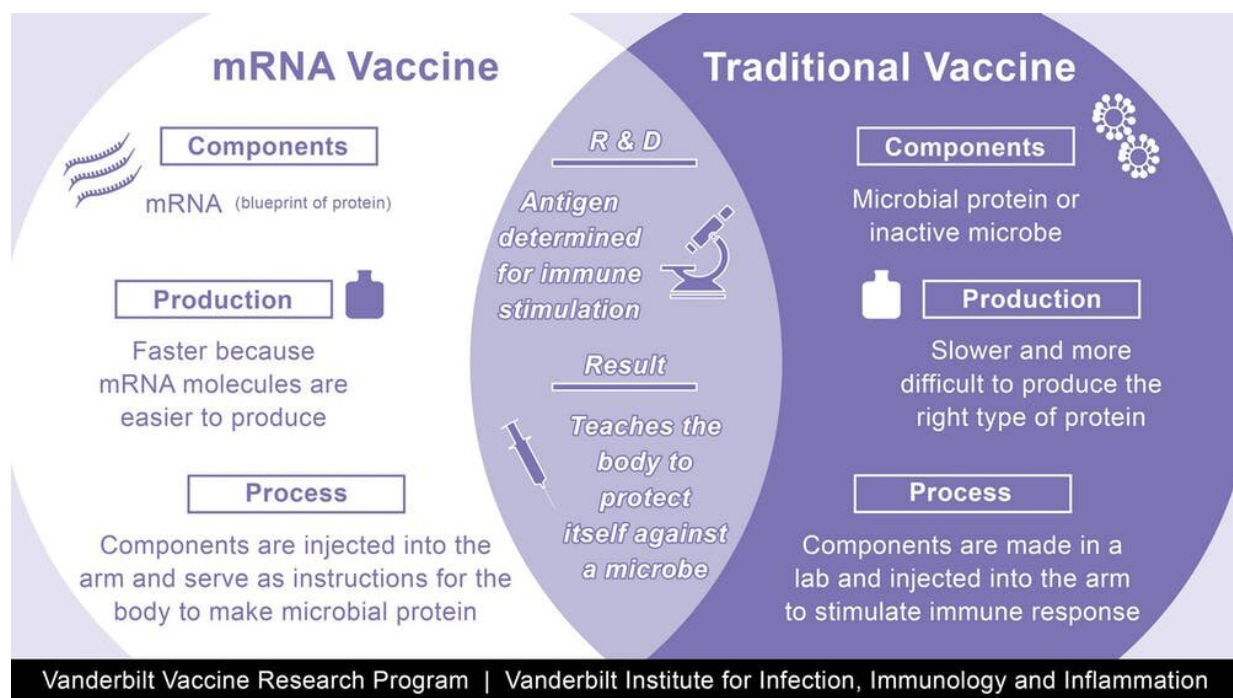 mRNA Vaccine
Components
mRNA (blueprint of protein)
Production
Faster because
mRNA molecules are
easier to produce
Process
Components are injected into the
arm and serve as instructions for the
body to make microbial protein
R & D
Antigen
determined
for immune
stimulation
Result
Teaches the
body to
protect
itself against
a microbe
Traditional Vaccine
Components
Microbial protein or
inactive microbe
Production
Slower and more
difficult to produce the
right type of protein
Process
Components are made in a
lab and injected into the arm
to stimulate immune response
Vanderbilt Vaccine Research Program | Vanderbilt Institute for Infection, Immunology and Inflammation